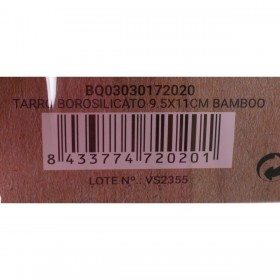 BQ03030172020
TARRO BOROSILICATO 9.5X11CM BAMBOO
8 433774 720201
LOTE Nº.: VS2355